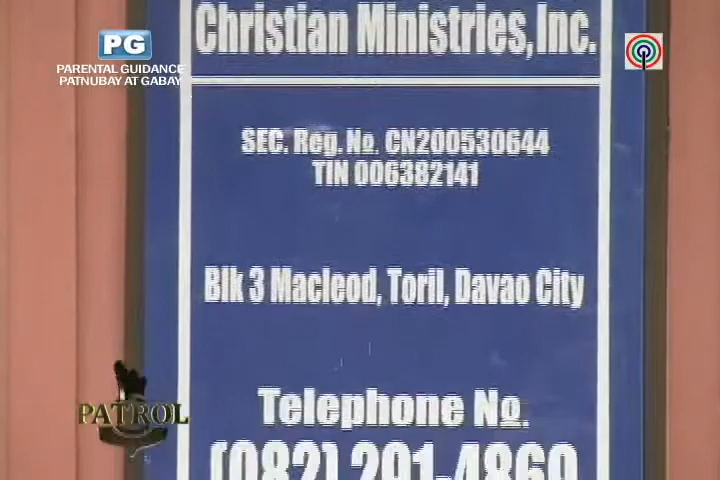 Christian Ministries, Inc.
PG
PARENTAL GUIDANCE
PATNUBAY AT GABAY
SEC. Reg. No. CN200530644
TIN 006382141
Blk 3 Macleod, Toril, Davao City
Telephone No.
(082) 291-4869
PATROL